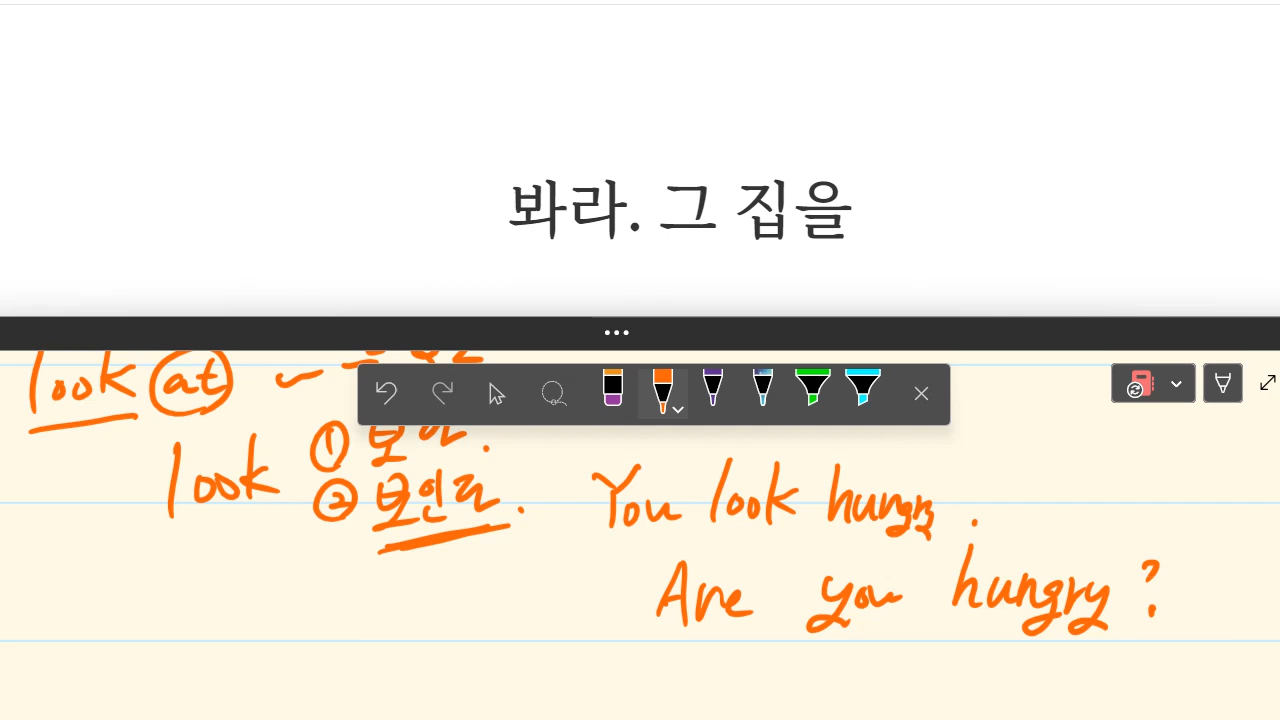 봐라. 그 집을
look at ~
look ① 보다.
② 보인다.
You look hungry.
Are you hungry?